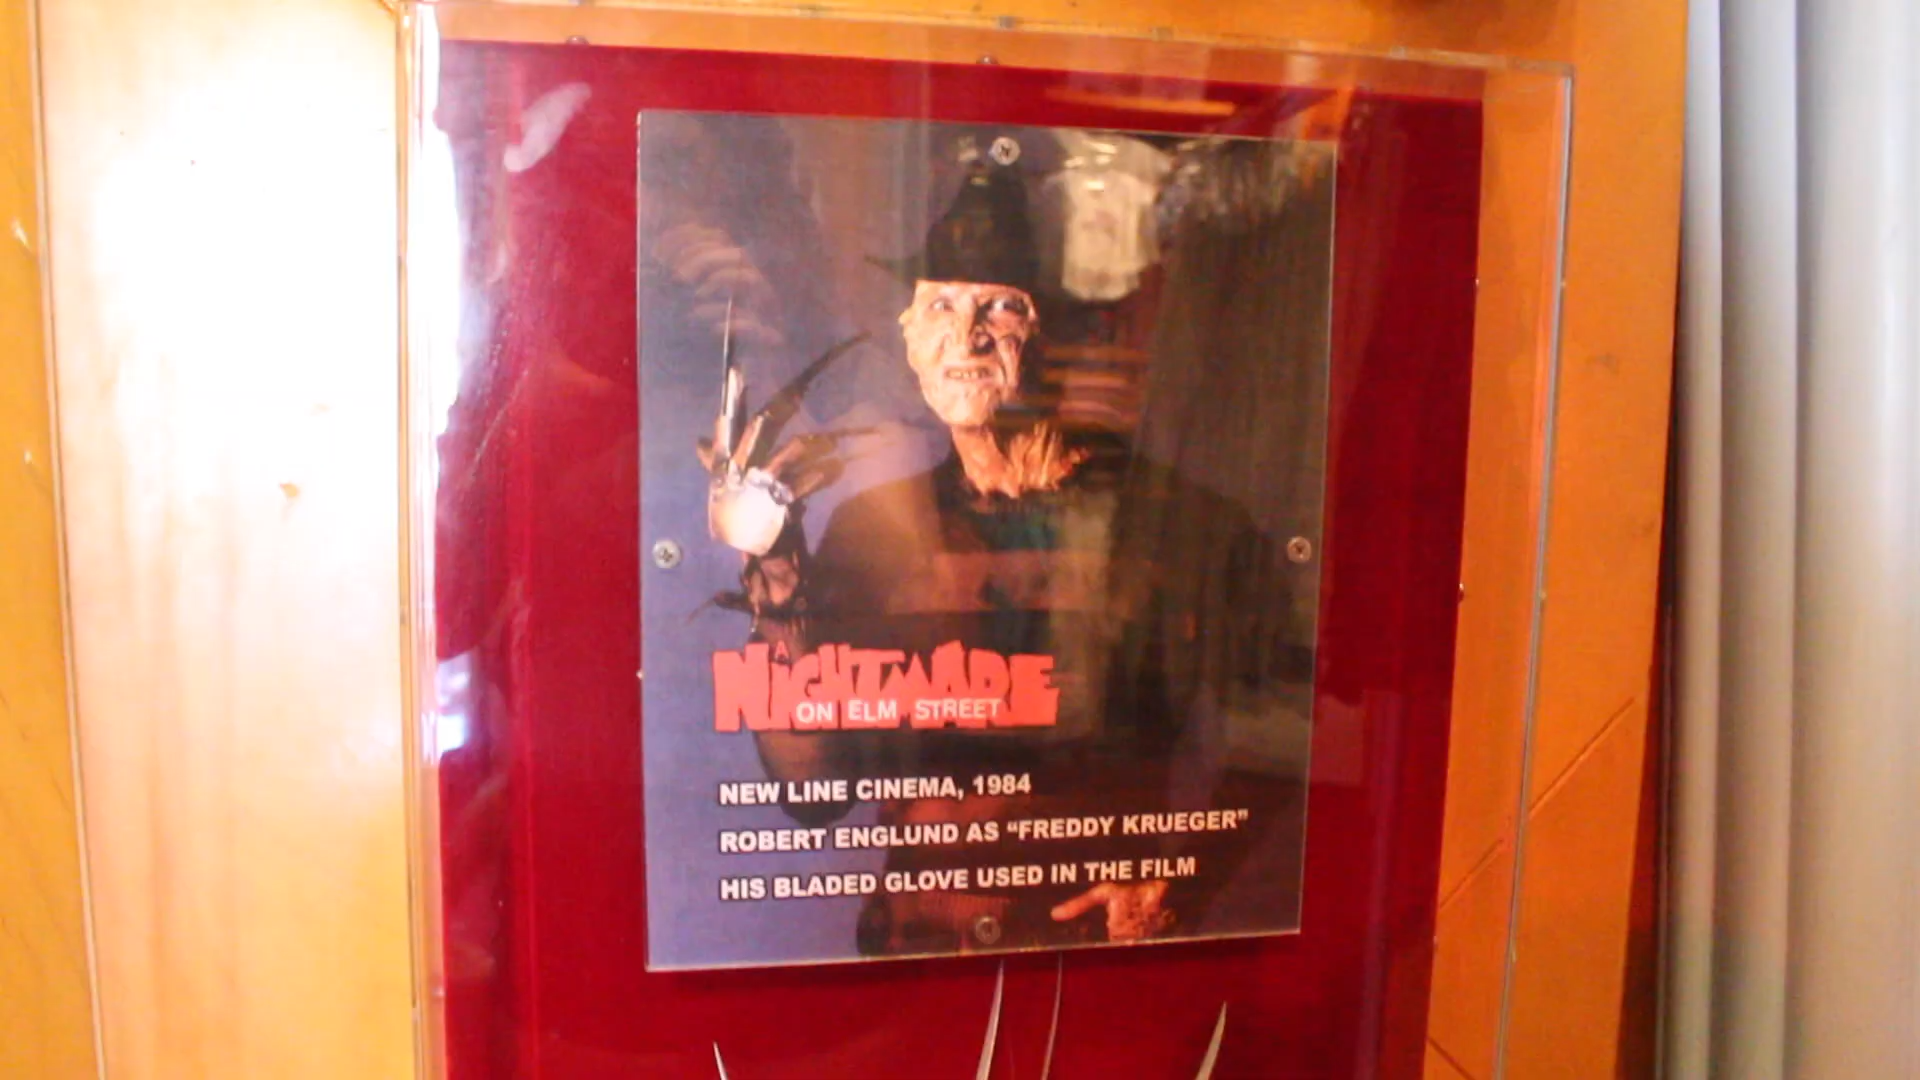 A
NIGHTMARE
ON ELM STREET
NEW LINE CINEMA, 1984
ROBERT ENGLUND AS “FREDDY KRUEGER”
HIS BLADED GLOVE USED IN THE FILM